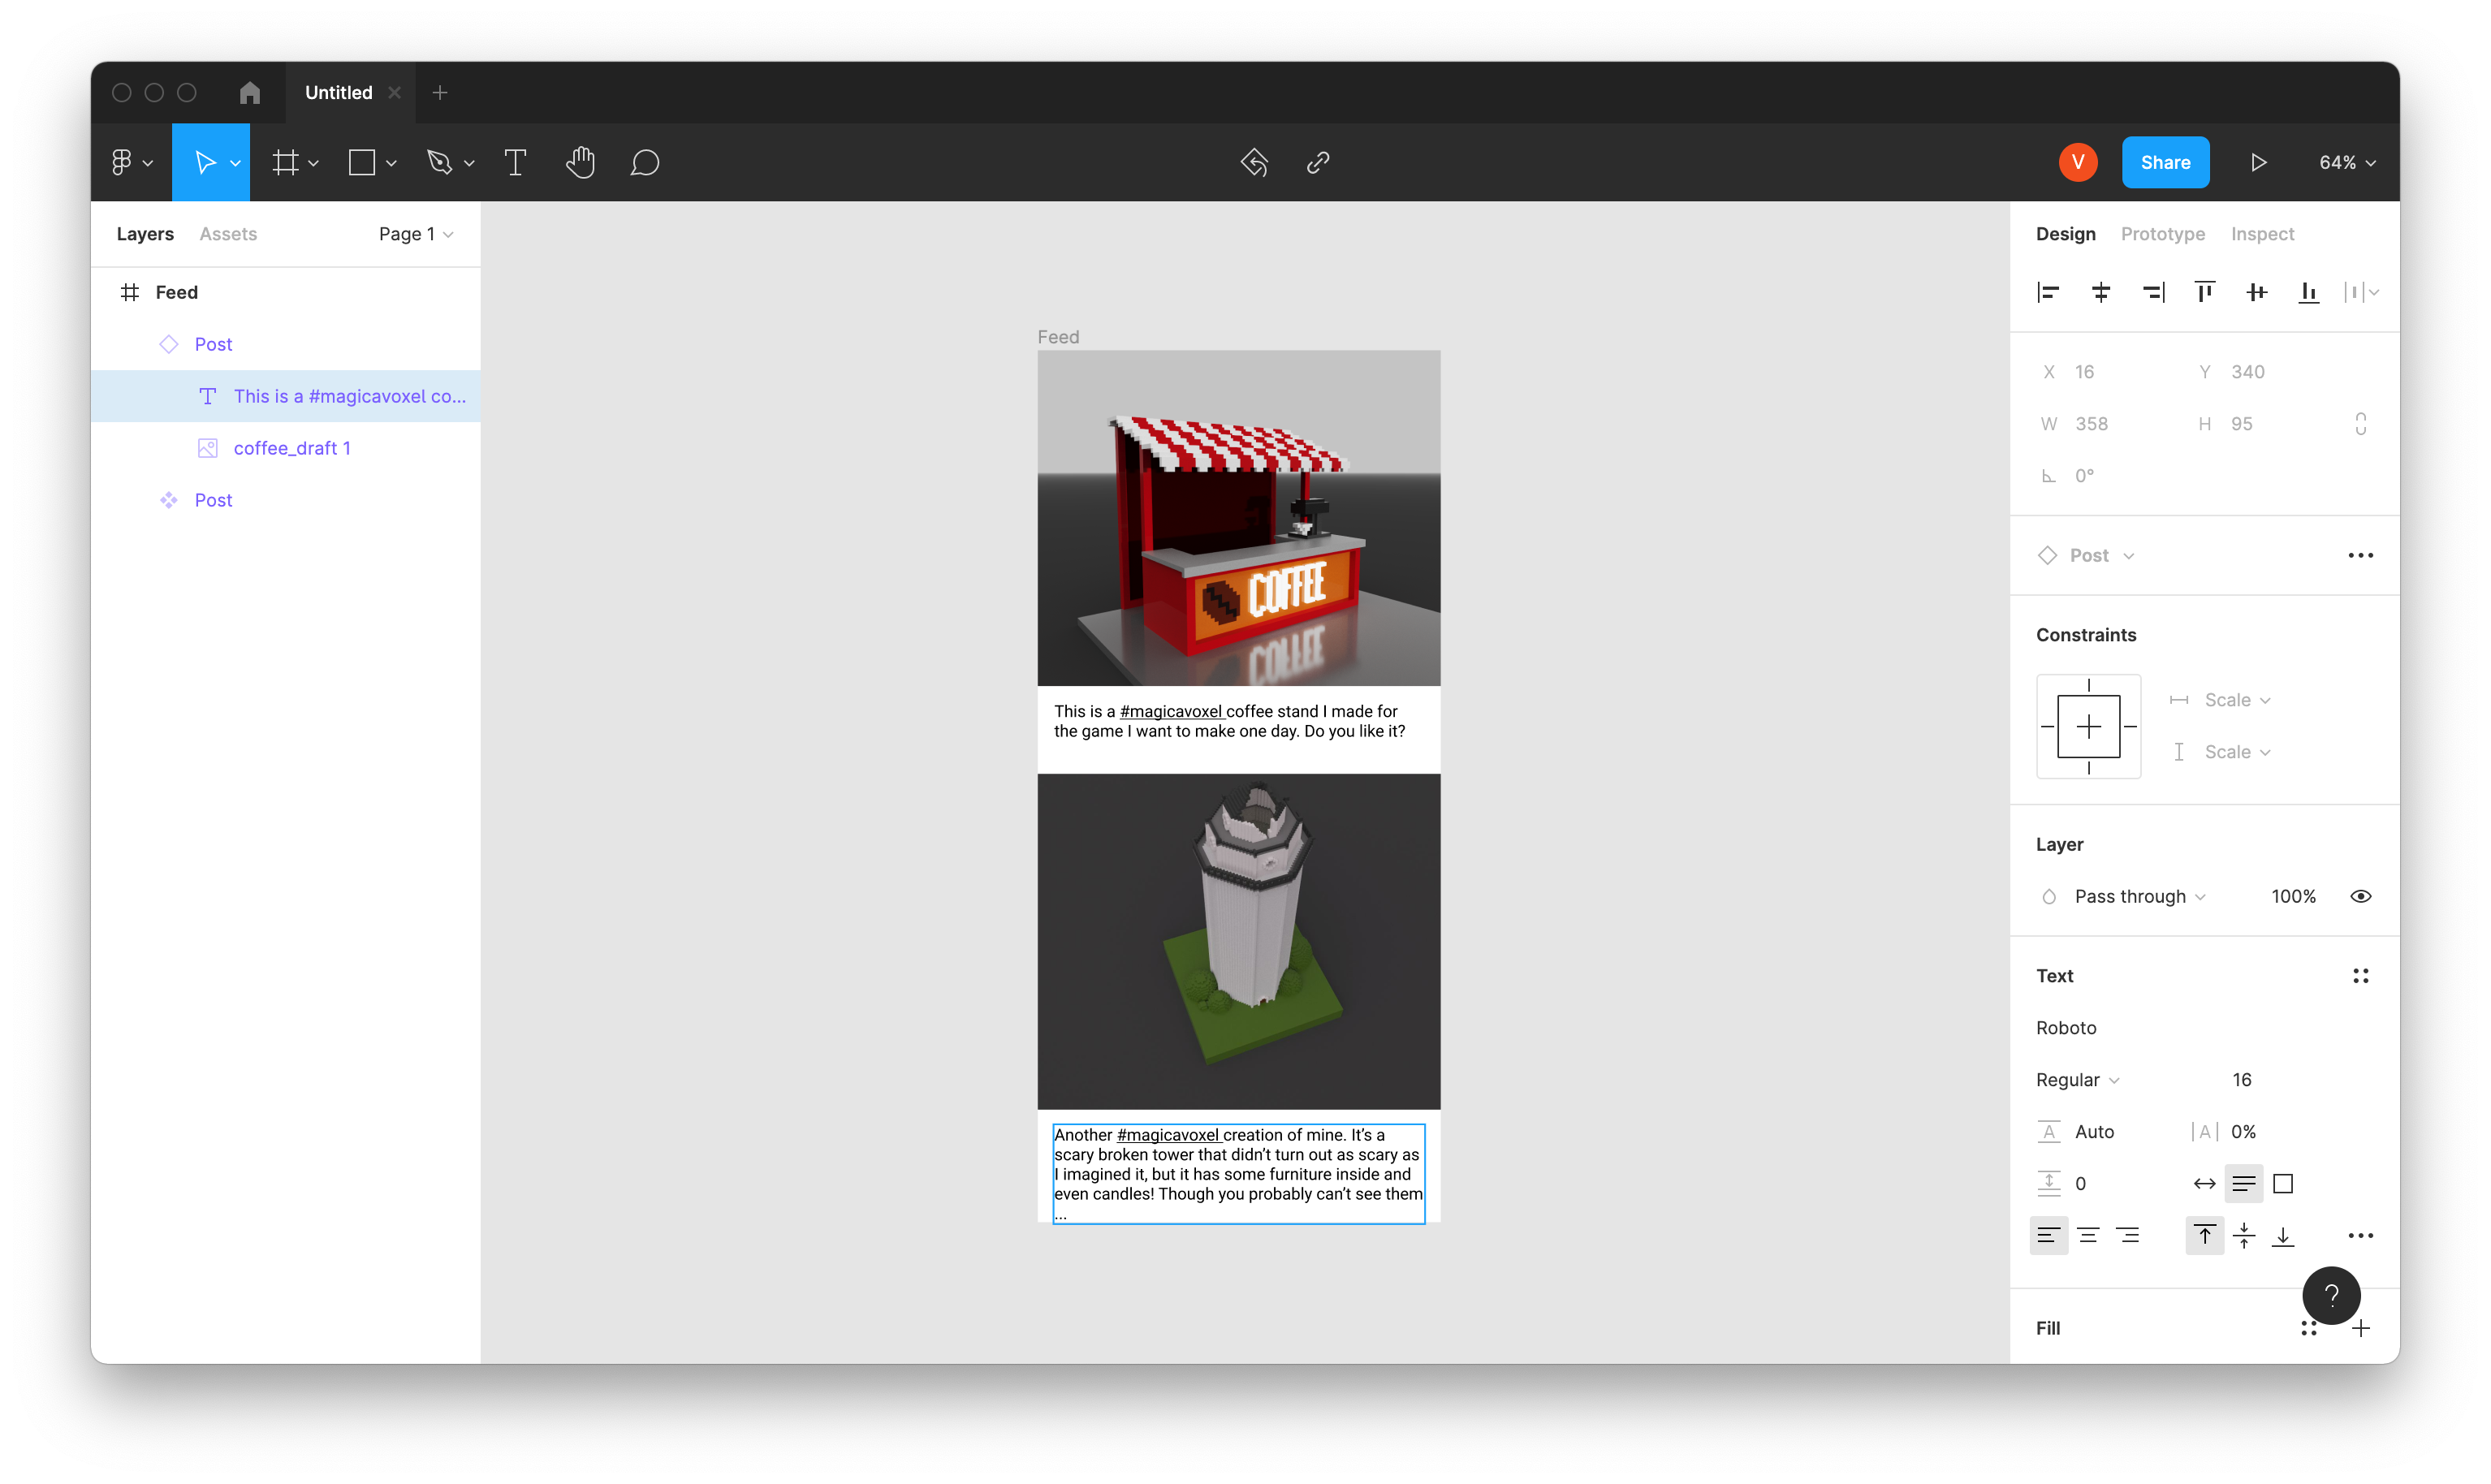 Untitled
V
Share
64%
Layers
Assets
Page 1
Design
Prototype
Inspect
Feed
Post
This is a #magicavoxel co...
coffee_draft 1
Post
Feed
COFFEE
This is a #magicavoxel coffee stand I made for
the game I want to make one day. Do you like it?
Another #magicavoxel creation of mine. It’s a
scary broken tower that didn’t turn out as scary as
I imagined it, but it has some furniture inside and
even candles! Though you probably can’t see them
...
X 16
Y 340
W 358
H 95
0°
Post
Constraints
Scale
Scale
Layer
Pass through
100%
Text
Roboto
Regular
16
A Auto
|A| 0%
0
Fill
?